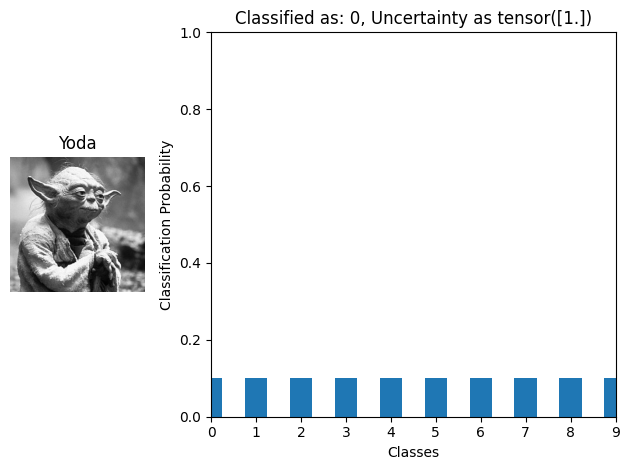 Classified as: 0, Uncertainty as tensor([1.])
Yoda
Classification Probability
1.0
0.8
0.6
0.4
0.2
0.0
0 1 2 3 4 5 6 7 8 9
Classes